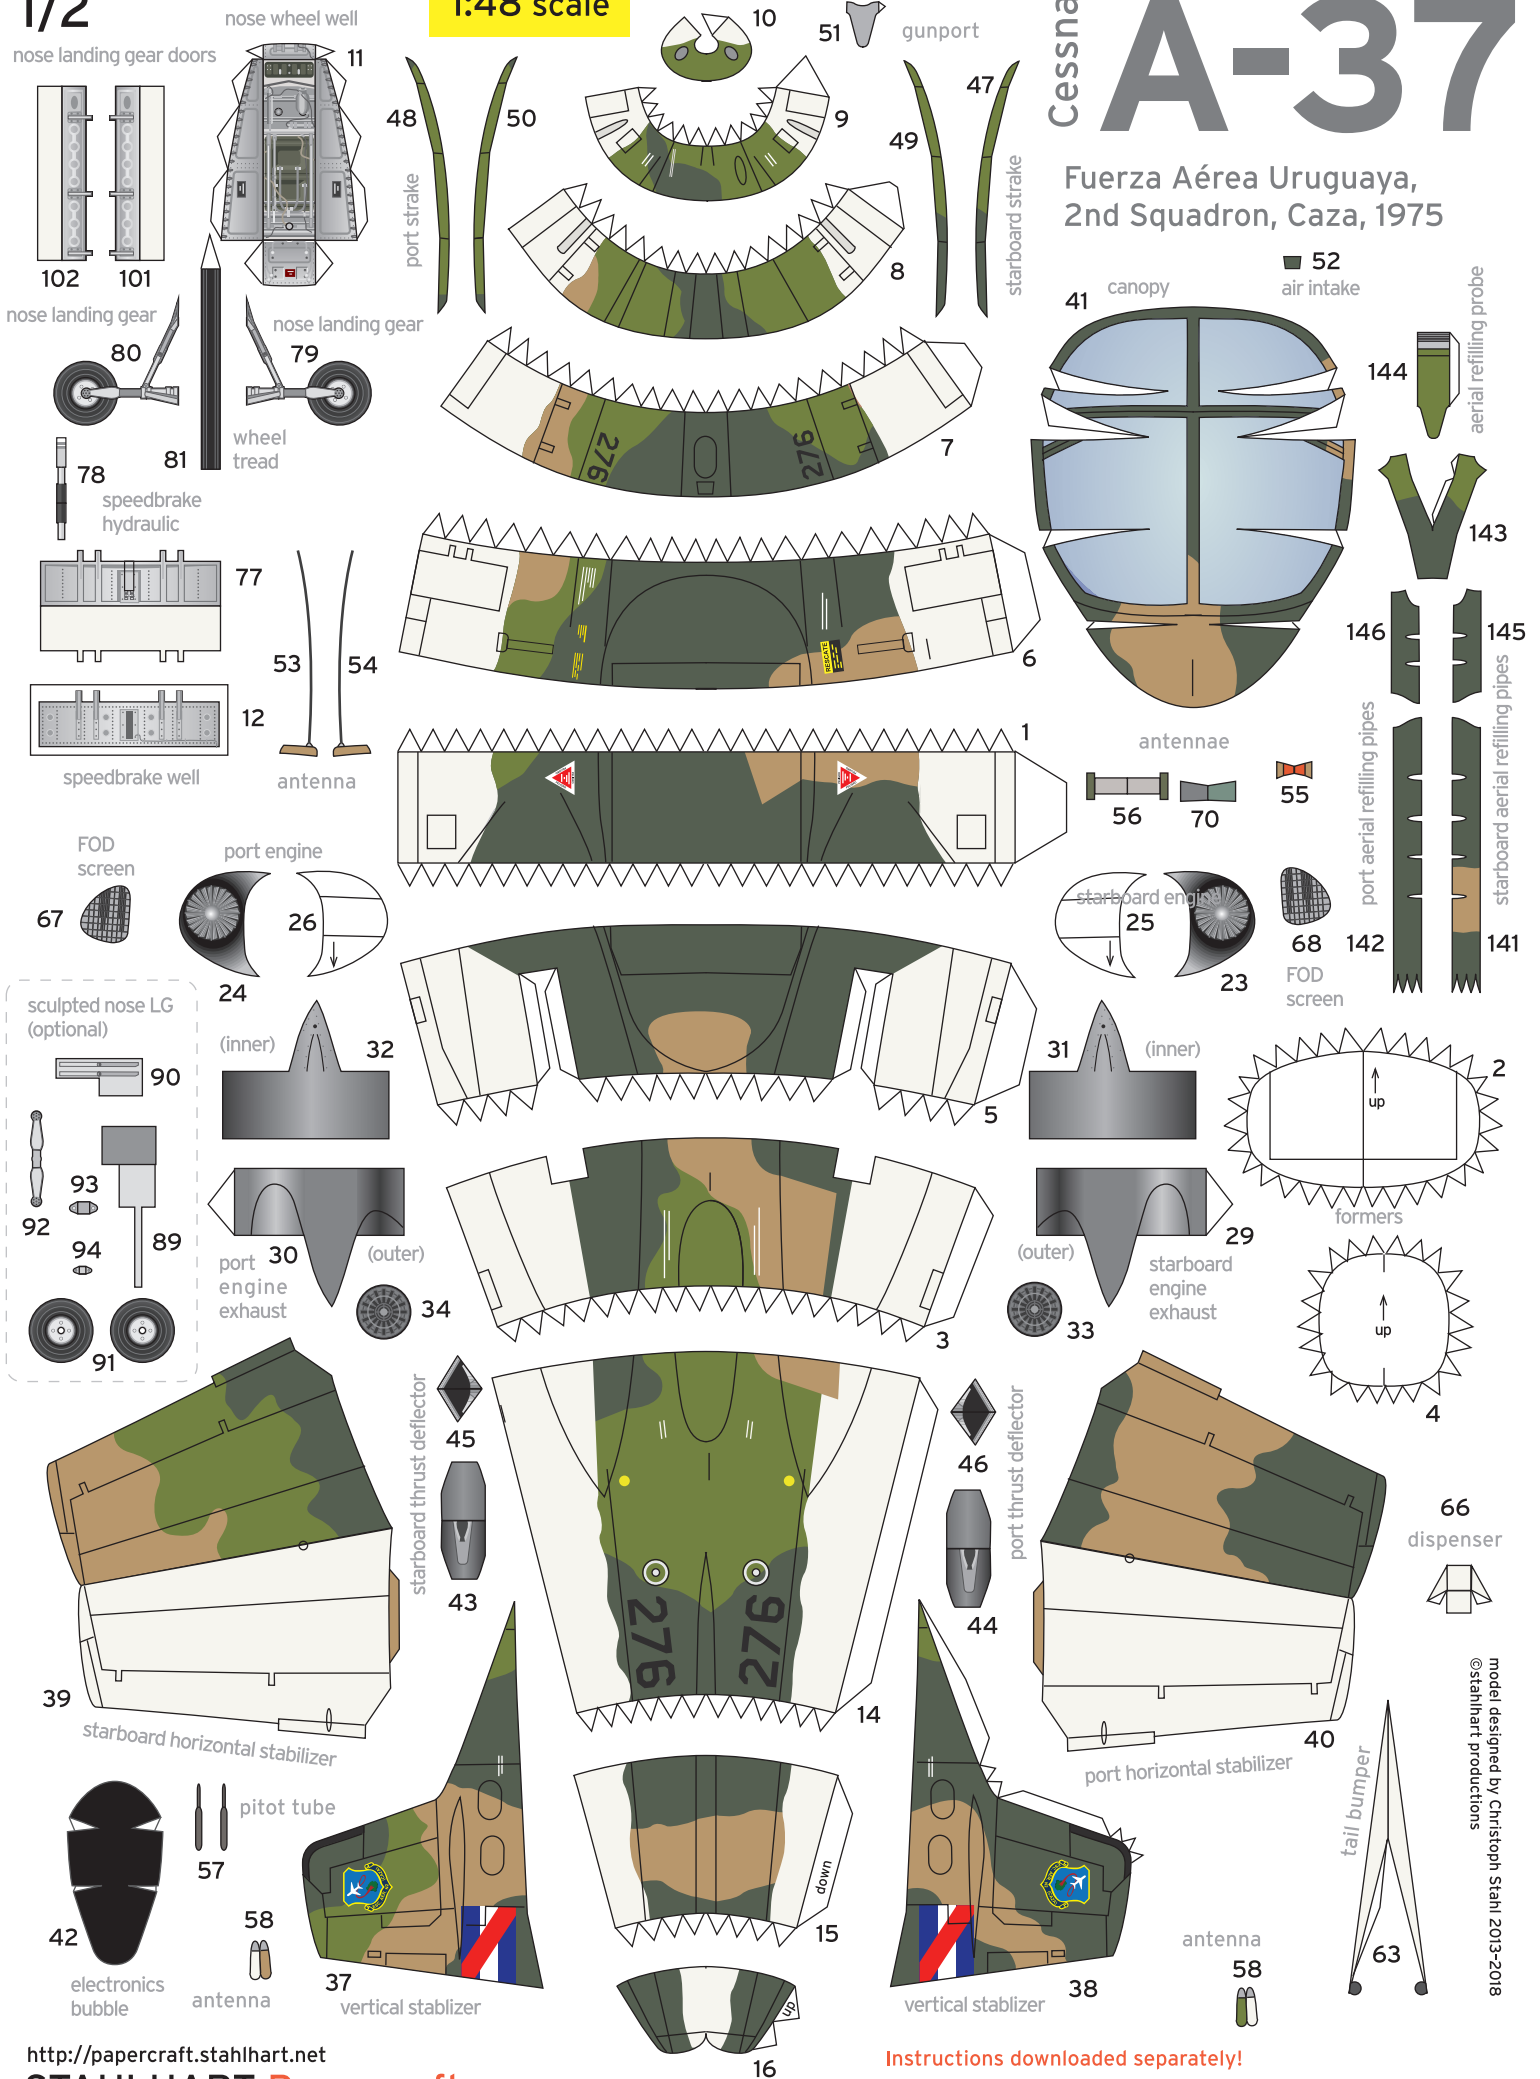 1/2
1:48 scale
Cessna
A-37
Fuerza Aérea Uruguaya,
2nd Squadron, Caza, 1975
nose wheel well
nose landing gear doors
11
102
101
10
51
gunport
48
50
port strake
9
49
47
starboard strake
8
52
air intake
41
canopy
nose landing gear
80
nose landing gear
79
81
wheel
tread
78
speedbrake
hydraulic
276
276
7
144
aerial refilling probe
143
77
53
54
antenna
12
speedbrake well
RESCATE
6
146
145
port aerial refilling pipes
starboard aerial refilling pipes
142
141
1
antennae
56
70
55
FOD
screen
67
port engine
24
26
starboard engine
25
23
68
FOD
screen
5
sculpted nose LG
(optional)
90
92
93
94
89
91
(inner)
32
31
(inner)
2
up
formers
30
(outer)
port
engine
exhaust
34
3
(outer)
29
starboard
engine
exhaust
33
up
4
starboard thrust deflector
45
43
46
port thrust deflector
44
276
276
14
39
starboard horizontal stabilizer
40
port horizontal stabilizer
66
dispenser
pitot tube
57
42
electronics
bubble
58
antenna
37
vertical stablizer
down
15
up
16
38
vertical stablizer
antenna
58
tail bumper
63
model designed by Christoph Stahl 2013-2018
©stahlhart productions
http://papercraft.stahlhart.net
Instructions downloaded separately!
STAHLHART Papercraft